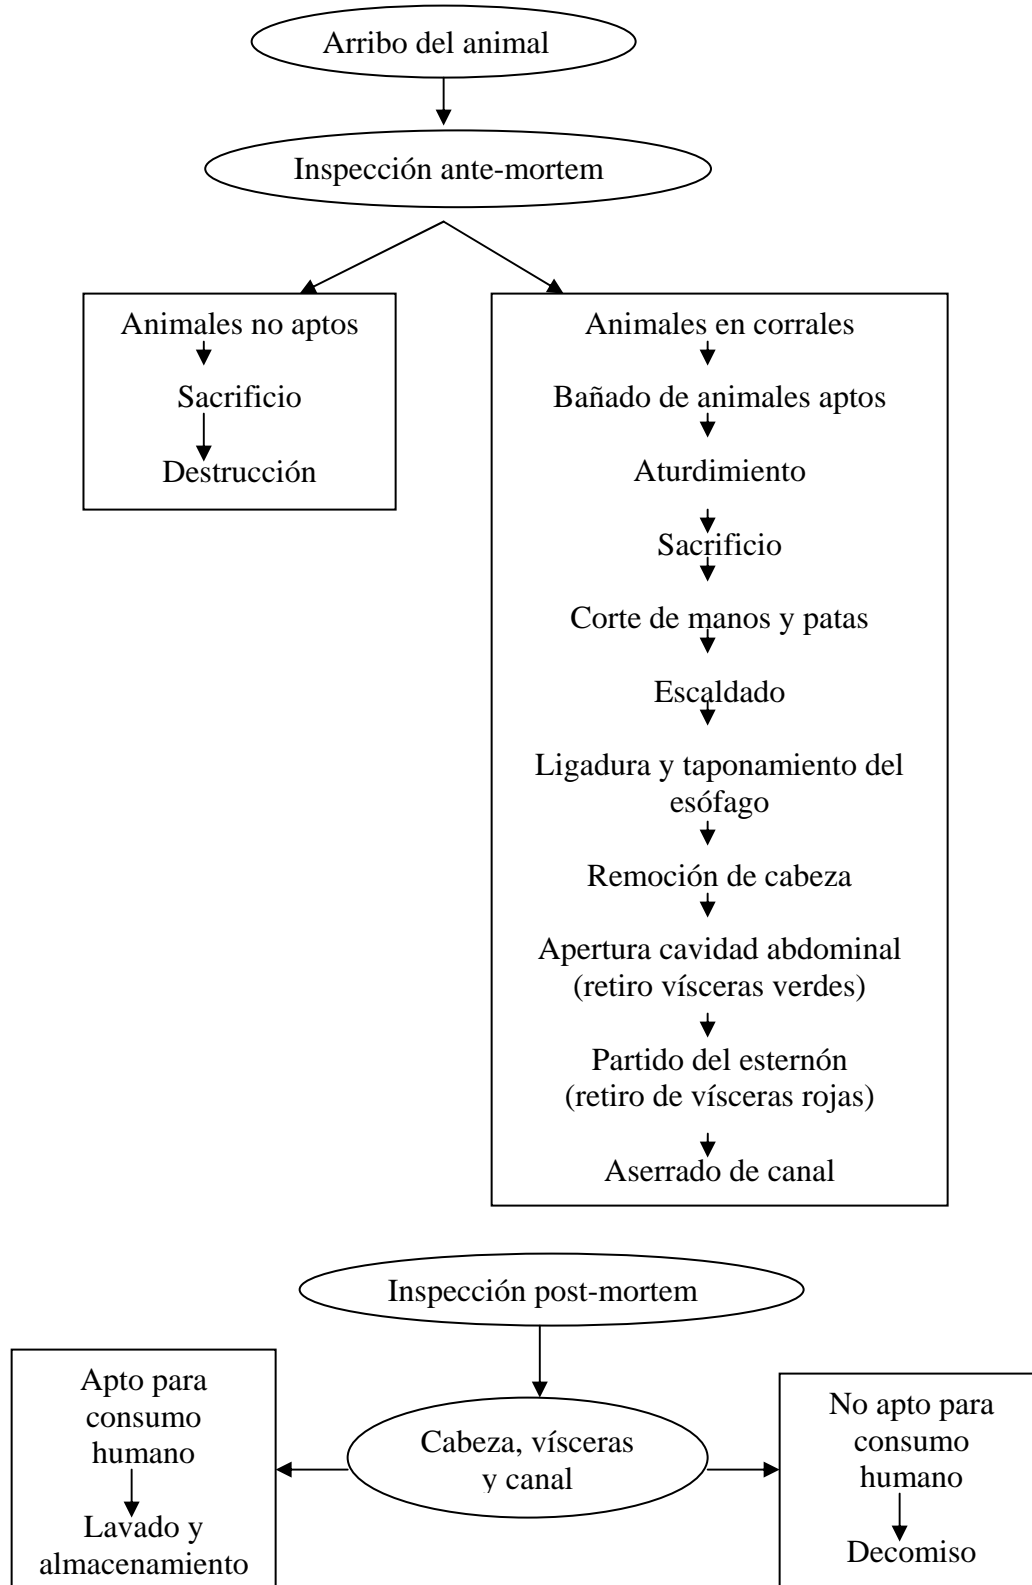 Arribo del animal
Inspección ante-mortem
Animales no aptos
Sacrificio
Destrucción
Animales en corrales
Bañado de animales aptos
Aturdimiento
Sacrificio
Corte de manos y patas
Escaldado
Ligadura y taponamiento del
esófago
Remoción de cabeza
Apertura cavidad abdominal
(retiro vísceras verdes)
Partido del esternón
(retiro de vísceras rojas)
Aserrado de canal
Inspección post-mortem
Cabeza, vísceras
y canal
Apto para
consumo
humano
Lavado y
almacenamiento
No apto para
consumo
humano
Decomiso